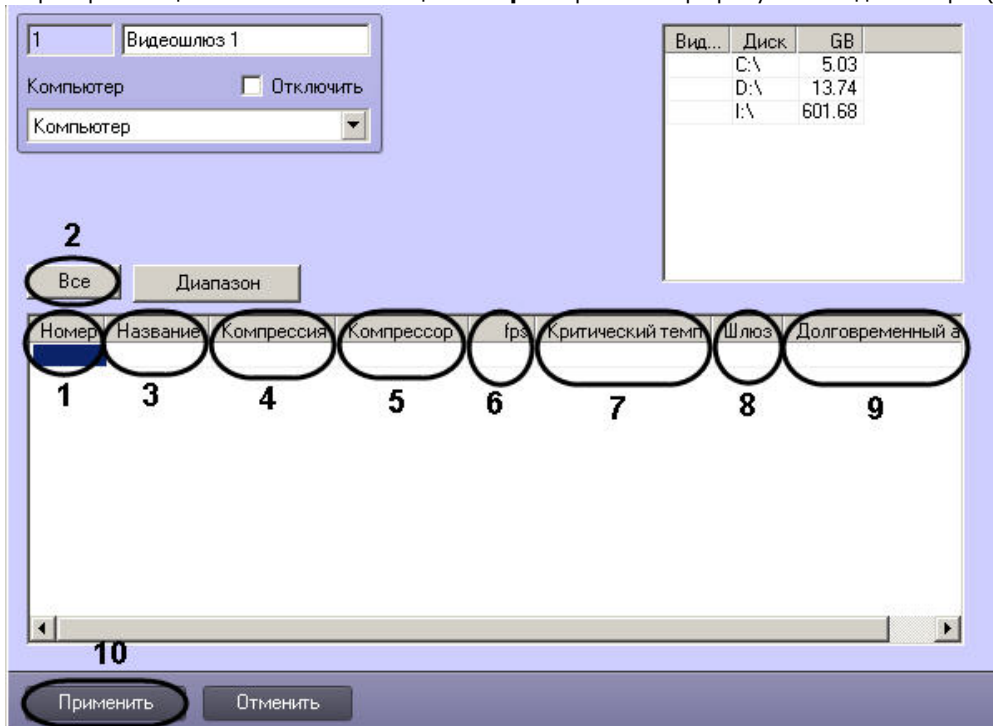 1 Видеошлюз 1
Компьютер Отключить
Компьютер
Вид... Диск GB
C:\ 5.03
D:\ 13.74
I:\ 601.68
2
Все Диапазон
Номер Название Компрессия Компрессор fps Критический темп Шлюз Долговременный а
1 3 4 5 6 7 8 9
10
Применить Отменить